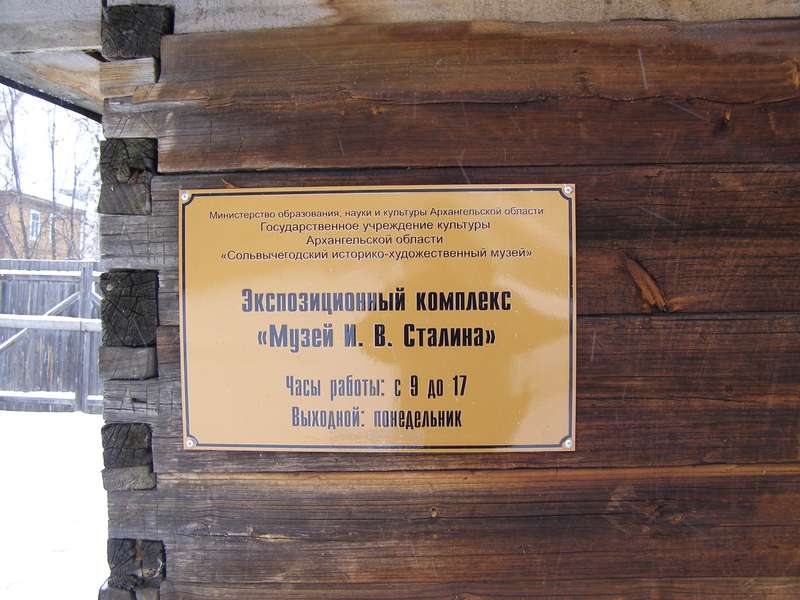 Министерство образования, науки и культуры Архангельской области
Государственное учреждение культуры
Архангельской области
«Сольвычегодский историко-художественный музей»
Экспозиционный комплекс
«Музей И. В. Сталина»
Часы работы: с 9 до 17
Выходной: понедельник